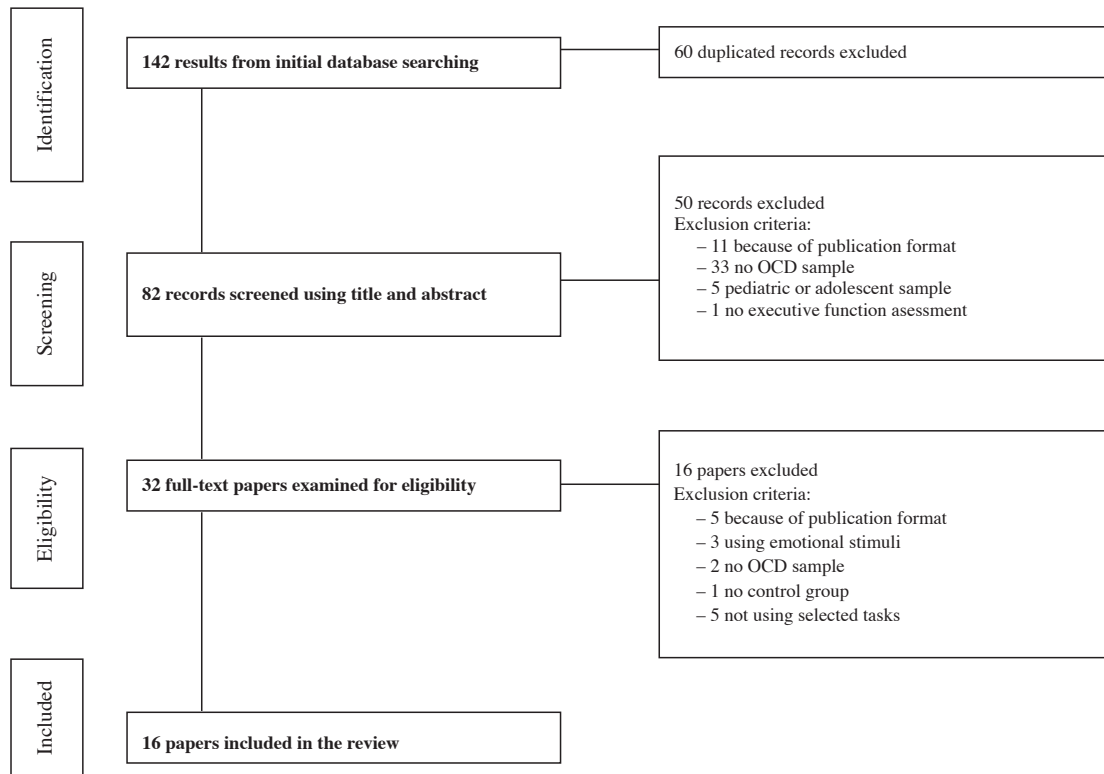 Identification
142 results from initial database searching
60 duplicated records excluded
50 records excluded
Exclusion criteria:
– 11 because of publication format
– 33 no OCD sample
– 5 pediatric or adolescent sample
– 1 no executive function asessment
Screening
82 records screened using title and abstract
Eligibility
32 full-text papers examined for eligibility
16 papers excluded
Exclusion criteria:
– 5 because of publication format
– 3 using emotional stimuli
– 2 no OCD sample
– 1 no control group
– 5 not using selected tasks
Included
16 papers included in the review